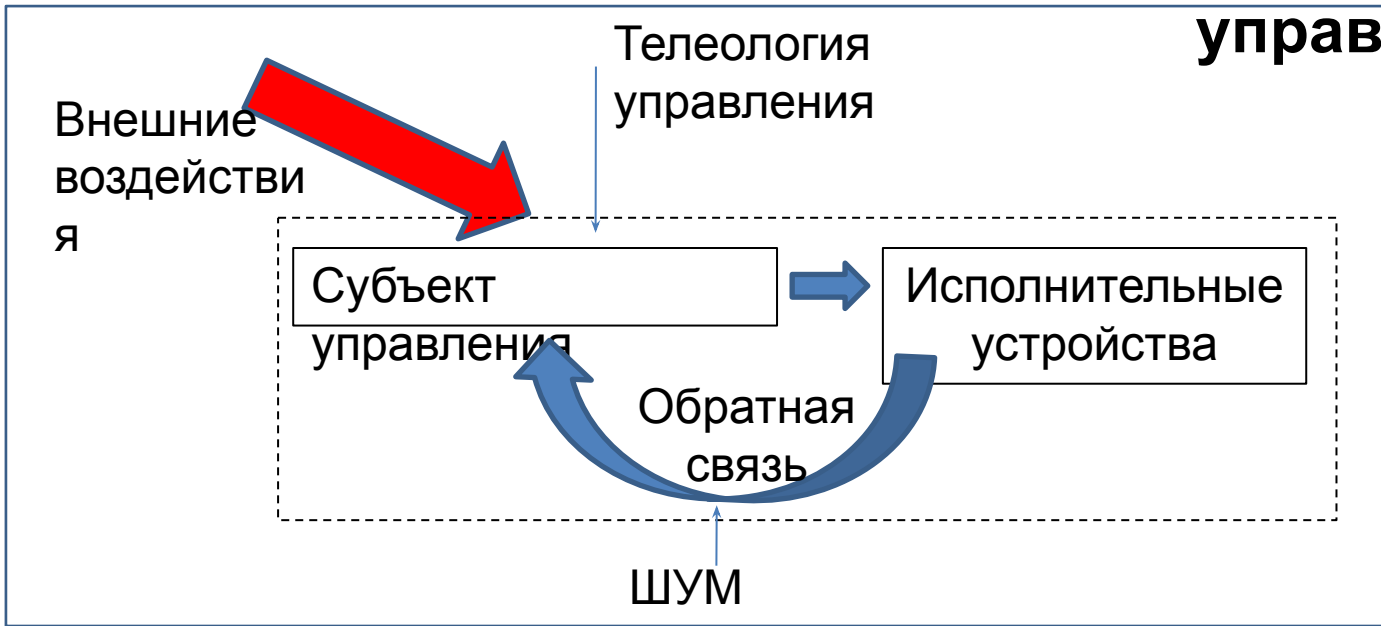 управ
Телеология
управления
Внешние
воздействи
я
Субъект
управления
Исполнительные
устройства
Обратная
связь
ШУМ